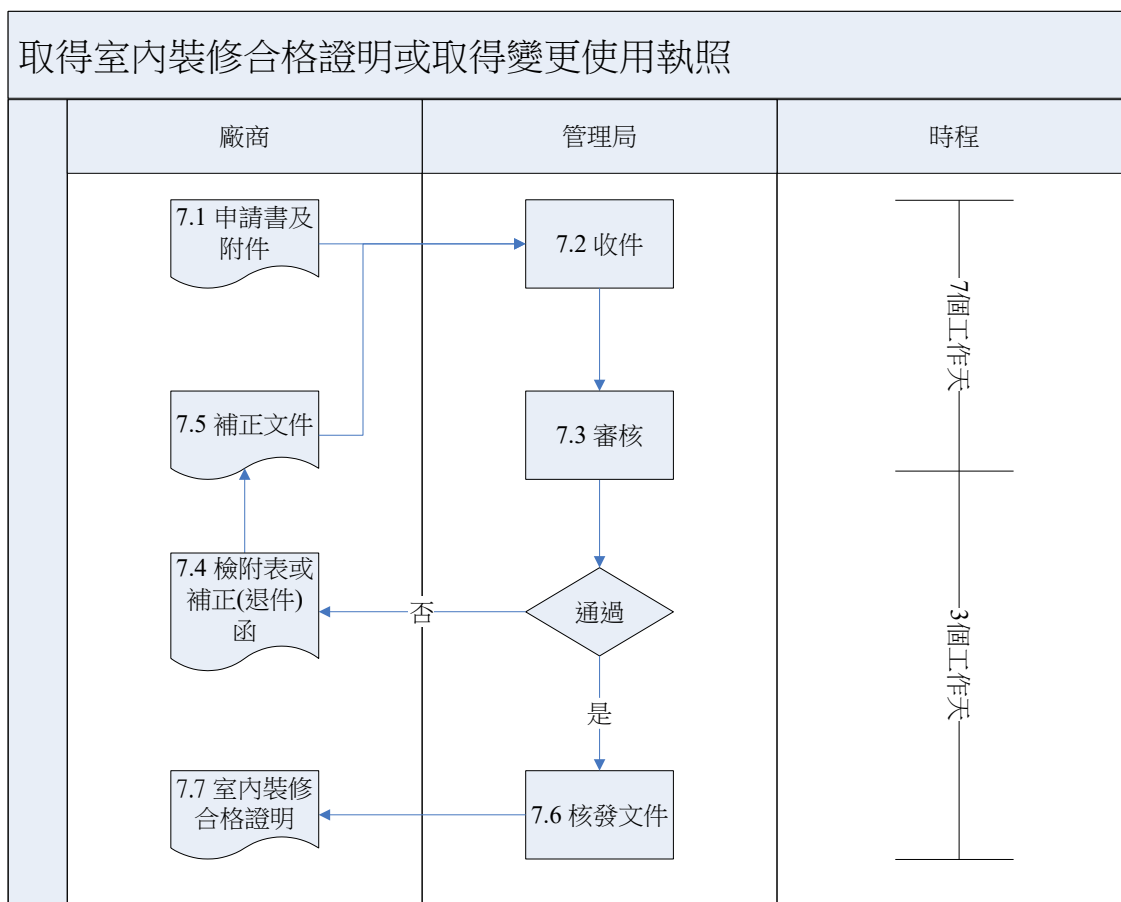 取得室內裝修合格證明或取得變更使用執照
廠商
管理局
時程
7.1 申請書及
附件
7.2 收件
7個工作天
7.5 補正文件
7.3 審核
7.4 檢附表或
補正(退件)
函
否
通過
3個工作天
是
7.7 室內裝修
合格證明
7.6 核發文件